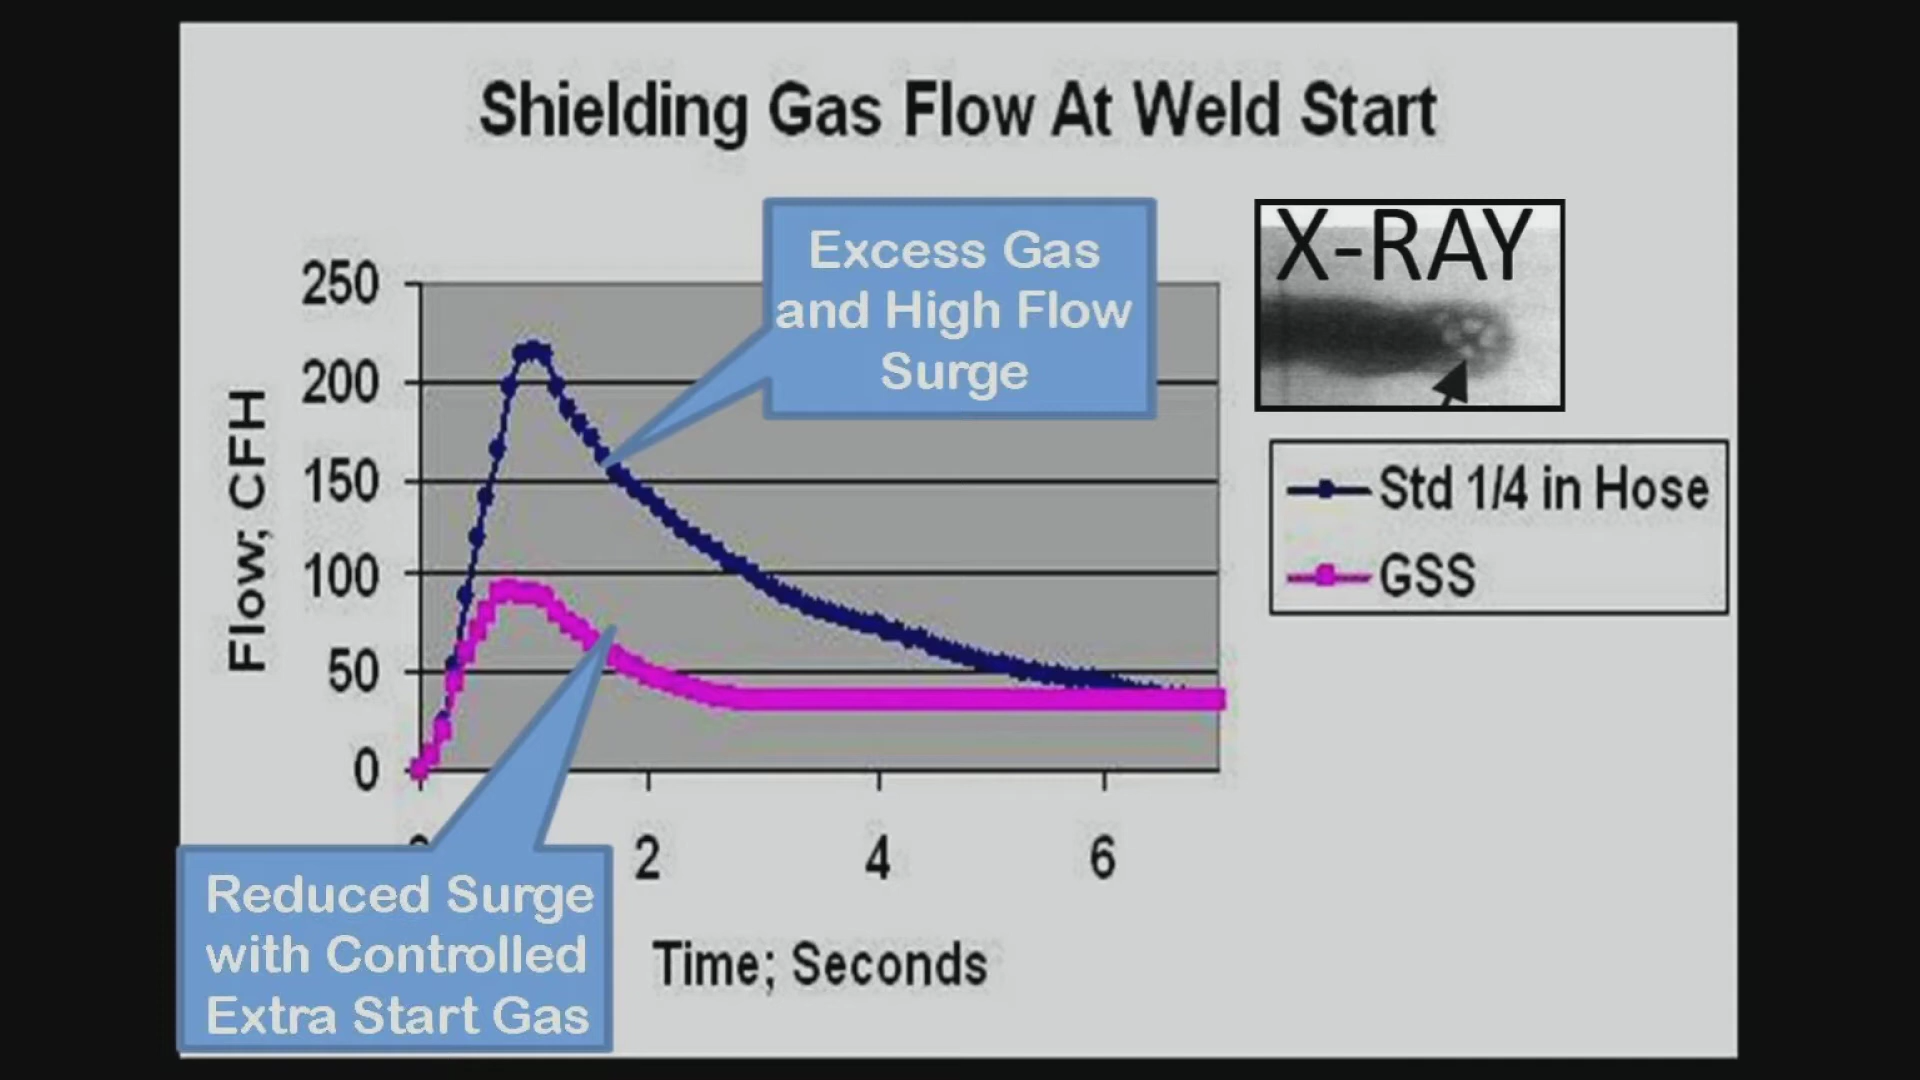 Shielding Gas Flow At Weld Start
Excess Gas
and High Flow
Surge
X-RAY
250
200
150
100
50
0
Flow; CFH
Std 1/4 in Hose
GSS
2
4
6
Time; Seconds
Reduced Surge
with Controlled
Extra Start Gas